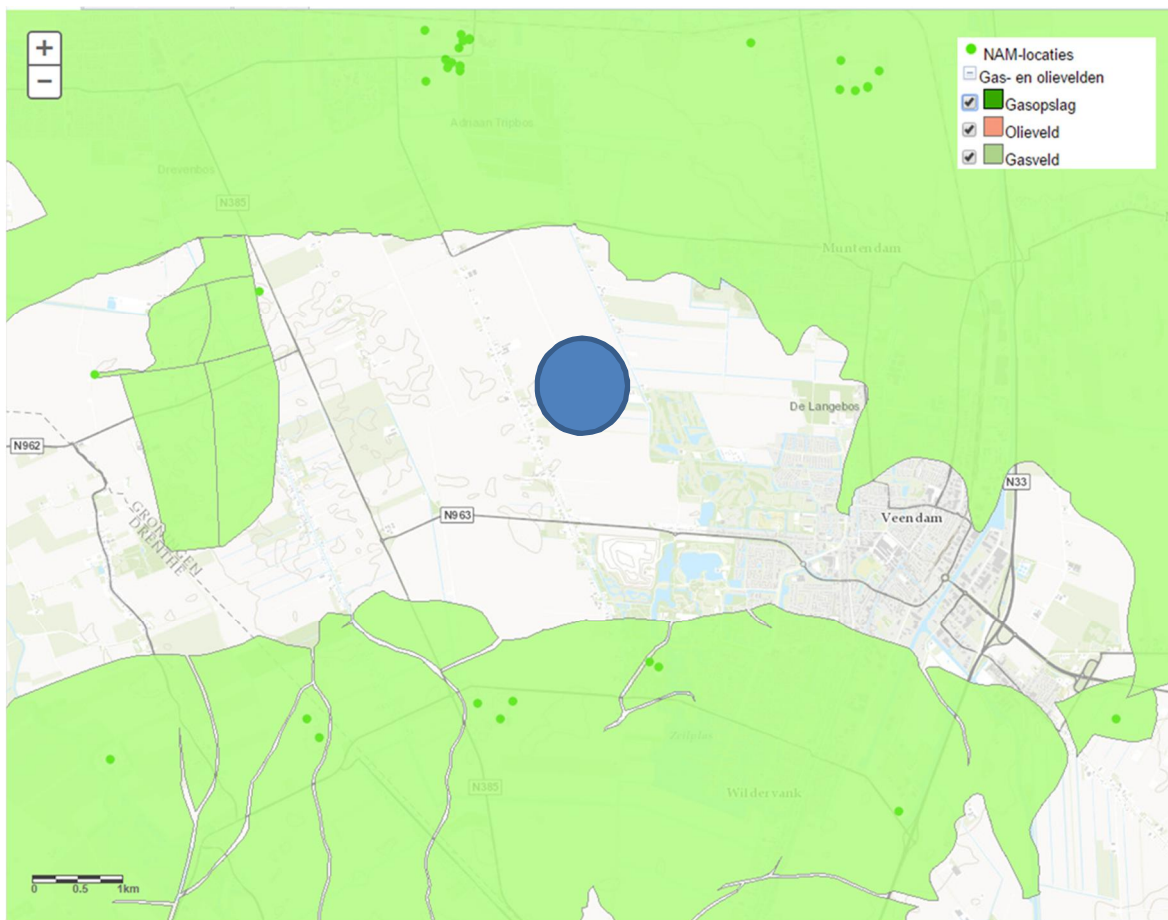 +
−
NAM-locaties
Gas- en olievelden
Gasopslag
Olieveld
Gasveld
Adriaan Tripbos
Drevenbos
N385
Muntendam
De Langebos
N962
N33
N963
Veendam
GRONINGEN
DRENTHE
N385
Wildervank
0 0.5 1km